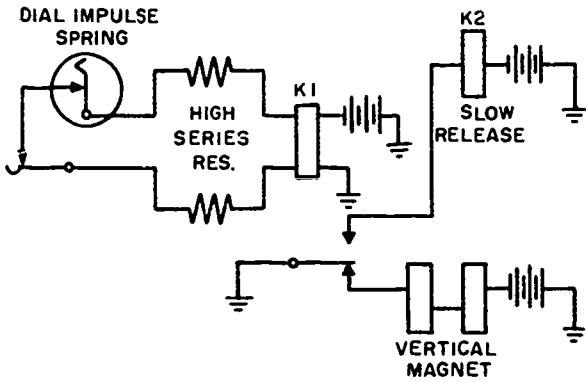 DIAL IMPULSE
SPRING
HIGH
SERIES
RES.
K1
K2
SLOW
RELEASE
VERTICAL
MAGNET